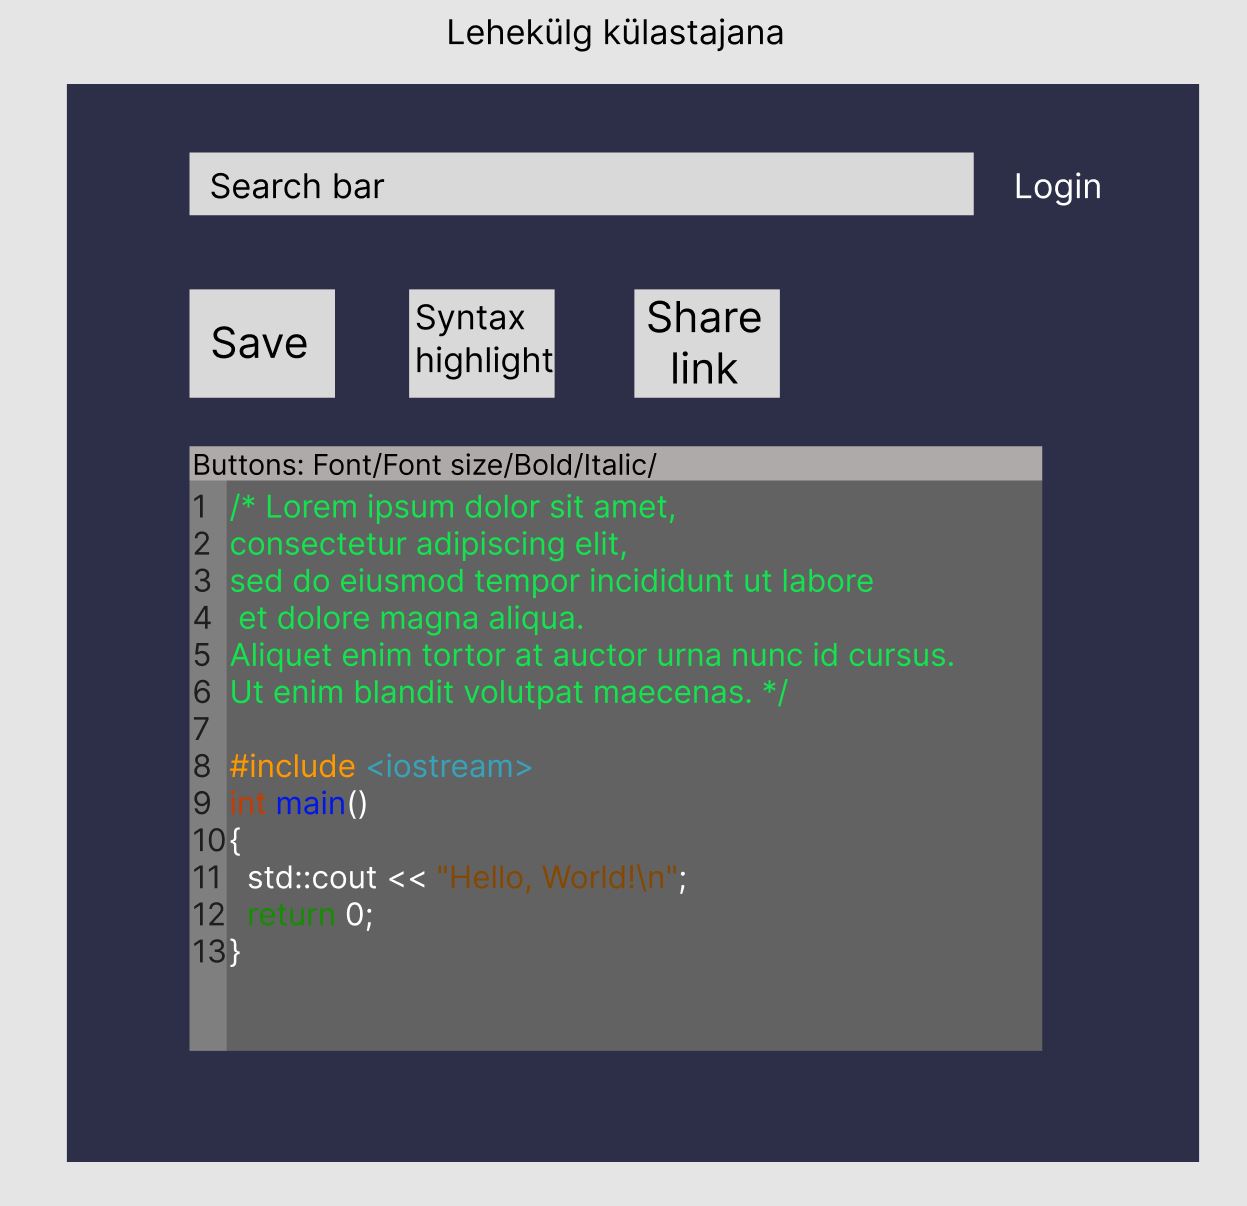 Lehekülg külastajana
Search bar
Login
Save
Syntax
highlight
Share
link
Buttons: Font/Font size/Bold/Italic/
1 /* Lorem ipsum dolor sit amet,
2 consectetur adipiscing elit,
3 sed do eiusmod tempor incididunt ut labore
4  et dolore magna aliqua.
5 Aliquet enim tortor at auctor urna nunc id cursus.
6 Ut enim blandit volutpat maecenas. */
7
8 #include <iostream>
9 int main()
10 {
11   std::cout << "Hello, World!\n";
12   return 0;
13 }